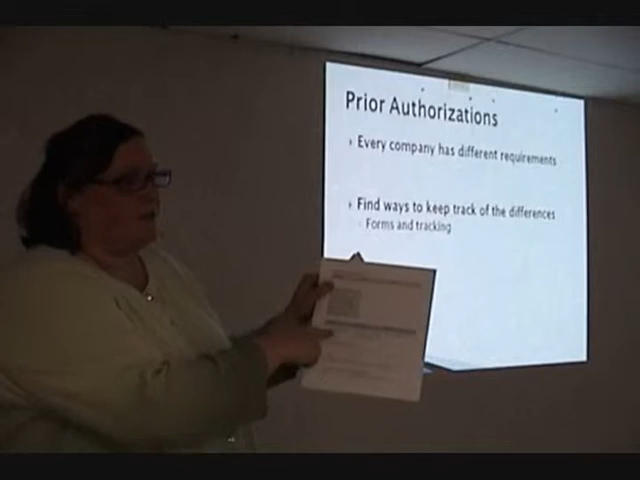 Prior Authorizations
Every company has different requirements
Find ways to keep track of the differences
Forms and tracking